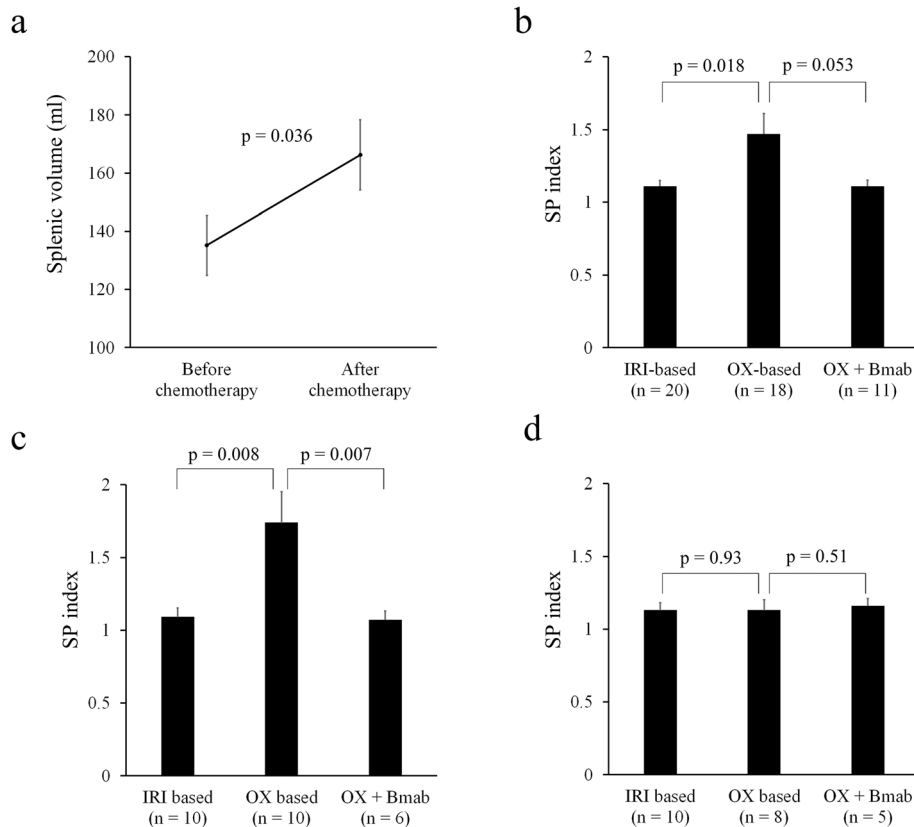 a
200
180
160
140
120
100
Splenic volume (ml)
p = 0.036
Before
chemotherapy
After
chemotherapy
b
2
1.5
1
0.5
0
SP index
p = 0.018
p = 0.053
IRI-based
(n = 20)
OX-based
(n = 18)
OX + Bmab
(n = 11)
c
2
1.5
1
0.5
0
SP index
p = 0.008
p = 0.007
IRI based
(n = 10)
OX based
(n = 10)
OX + Bmab
(n = 6)
d
2
1.5
1
0.5
0
SP index
p = 0.93
p = 0.51
IRI based
(n = 10)
OX based
(n = 8)
OX + Bmab
(n = 5)